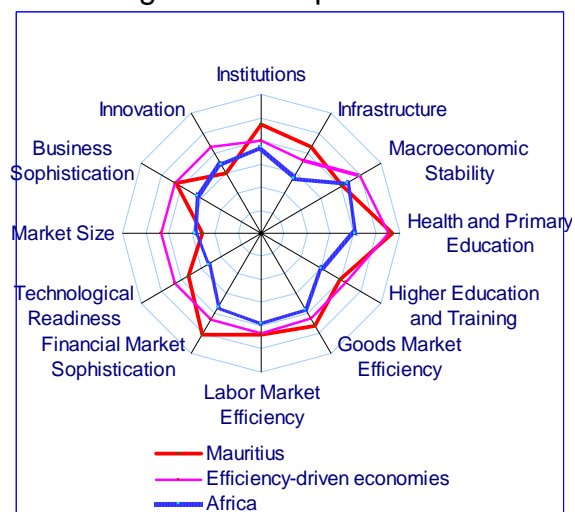 Institutions
Innovation
Infrastructure
Business
Sophistication
Macroeconomic
Stability
Market Size
Health and Primary
Education
Technological
Readiness
Higher Education
and Training
Financial Market
Sophistication
Goods Market
Efficiency
Labor Market
Efficiency
Mauritius
Efficiency-driven economies
Africa